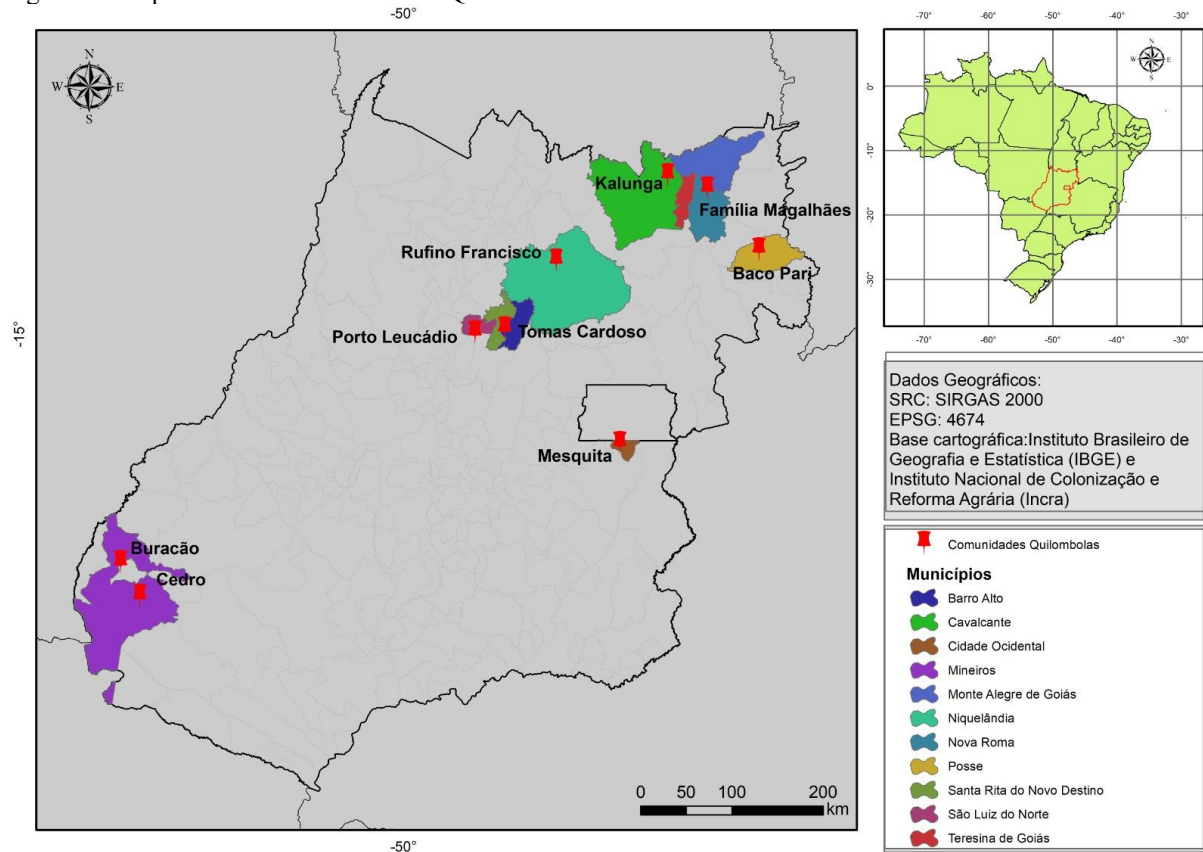 -50°
N
W E
S
-15°
Kalunga
Família Magalhães
Rufino Francisco
Baco Pari
Porto Leucádio
Tomas Cardoso
Mesquita
Buracão
Cedro
0 50 100 200
km
-50°
-70° -60° -50° -40° -30°
N
W E
S
0°
-10°
-20°
-30°
-70° -60° -50° -40° -30°
Dados Geográficos:
SRC: SIRGAS 2000
EPSG: 4674
Base cartográfica:Instituto Brasileiro de
Geografia e Estatística (IBGE) e
Instituto Nacional de Colonização e
Reforma Agrária (Incra)
Comunidades Quilombolas
Municípios
Barro Alto
Cavalcante
Cidade Ocidental
Mineiros
Monte Alegre de Goiás
Niquelândia
Nova Roma
Posse
Santa Rita do Novo Destino
São Luiz do Norte
Teresina de Goiás